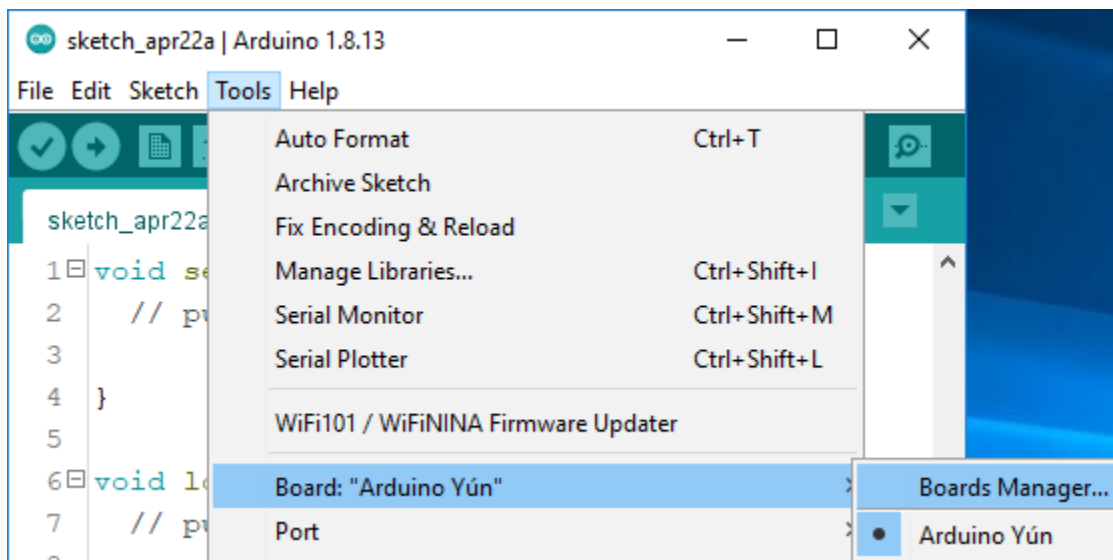 sketch_apr22a | Arduino 1.8.13
File Edit Sketch Tools Help
Auto Format Ctrl+T
Archive Sketch
sketch_apr22a
Fix Encoding & Reload
1 void se
Manage Libraries... Ctrl+Shift+I
2 // pu
Serial Monitor Ctrl+Shift+M
3
Serial Plotter Ctrl+Shift+L
4 }
WiFi101 / WiFiNINA Firmware Updater
5
6 void lo
Board: "Arduino Yún"
Boards Manager...
7 // pu
Port
Arduino Yún